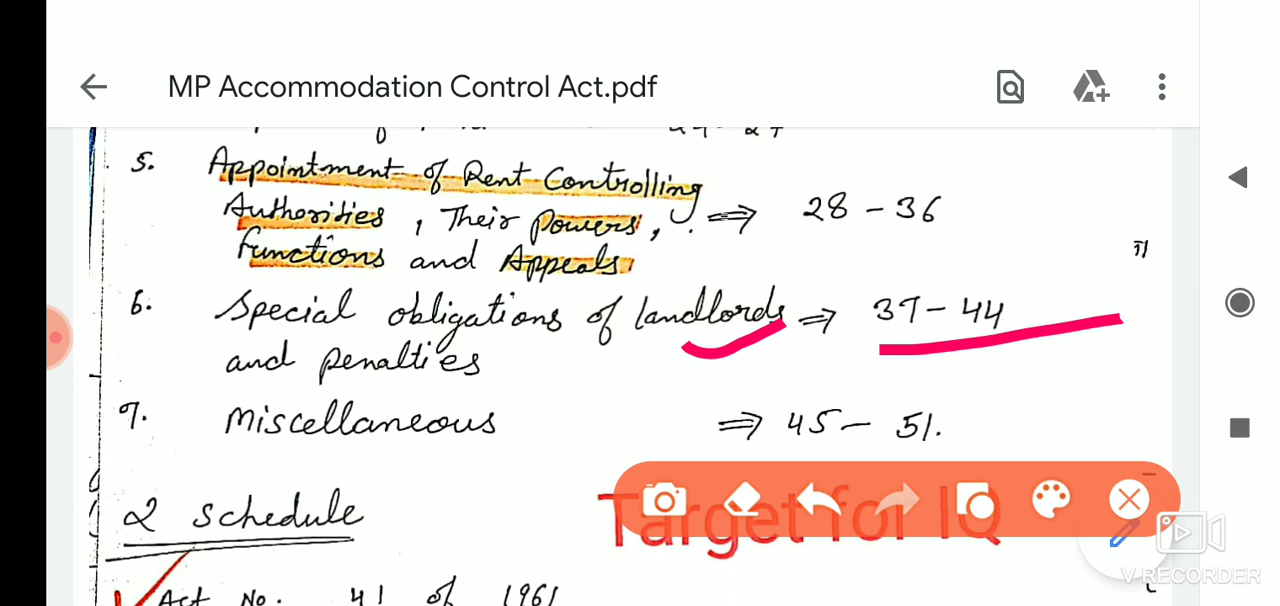 MP Accommodation Control Act.pdf
5. Appointment of Rent Controlling
Authorities, Their Powers, ⇒ 28 - 36
Functions and Appeals.
6. Special obligations of landlords ⇒ 37 - 44
and penalties
7. Miscellaneous ⇒ 45 - 51.
2 Schedule
Target for IQ
Act No. 41 of 1961
V RECORDER